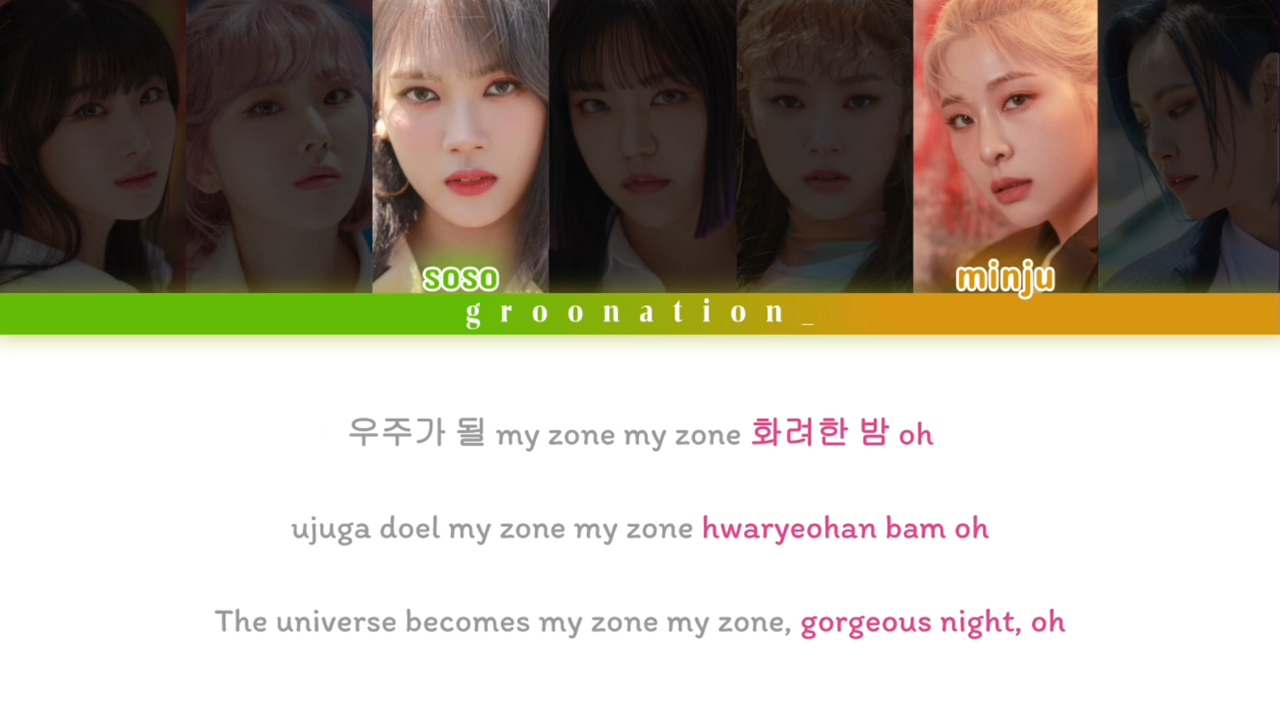 soso
minju
groonation_
우주가 될 my zone my zone 화려한 밤 oh
ujuga doel my zone my zone hwaryeohan bam oh
The universe becomes my zone my zone, gorgeous night, oh